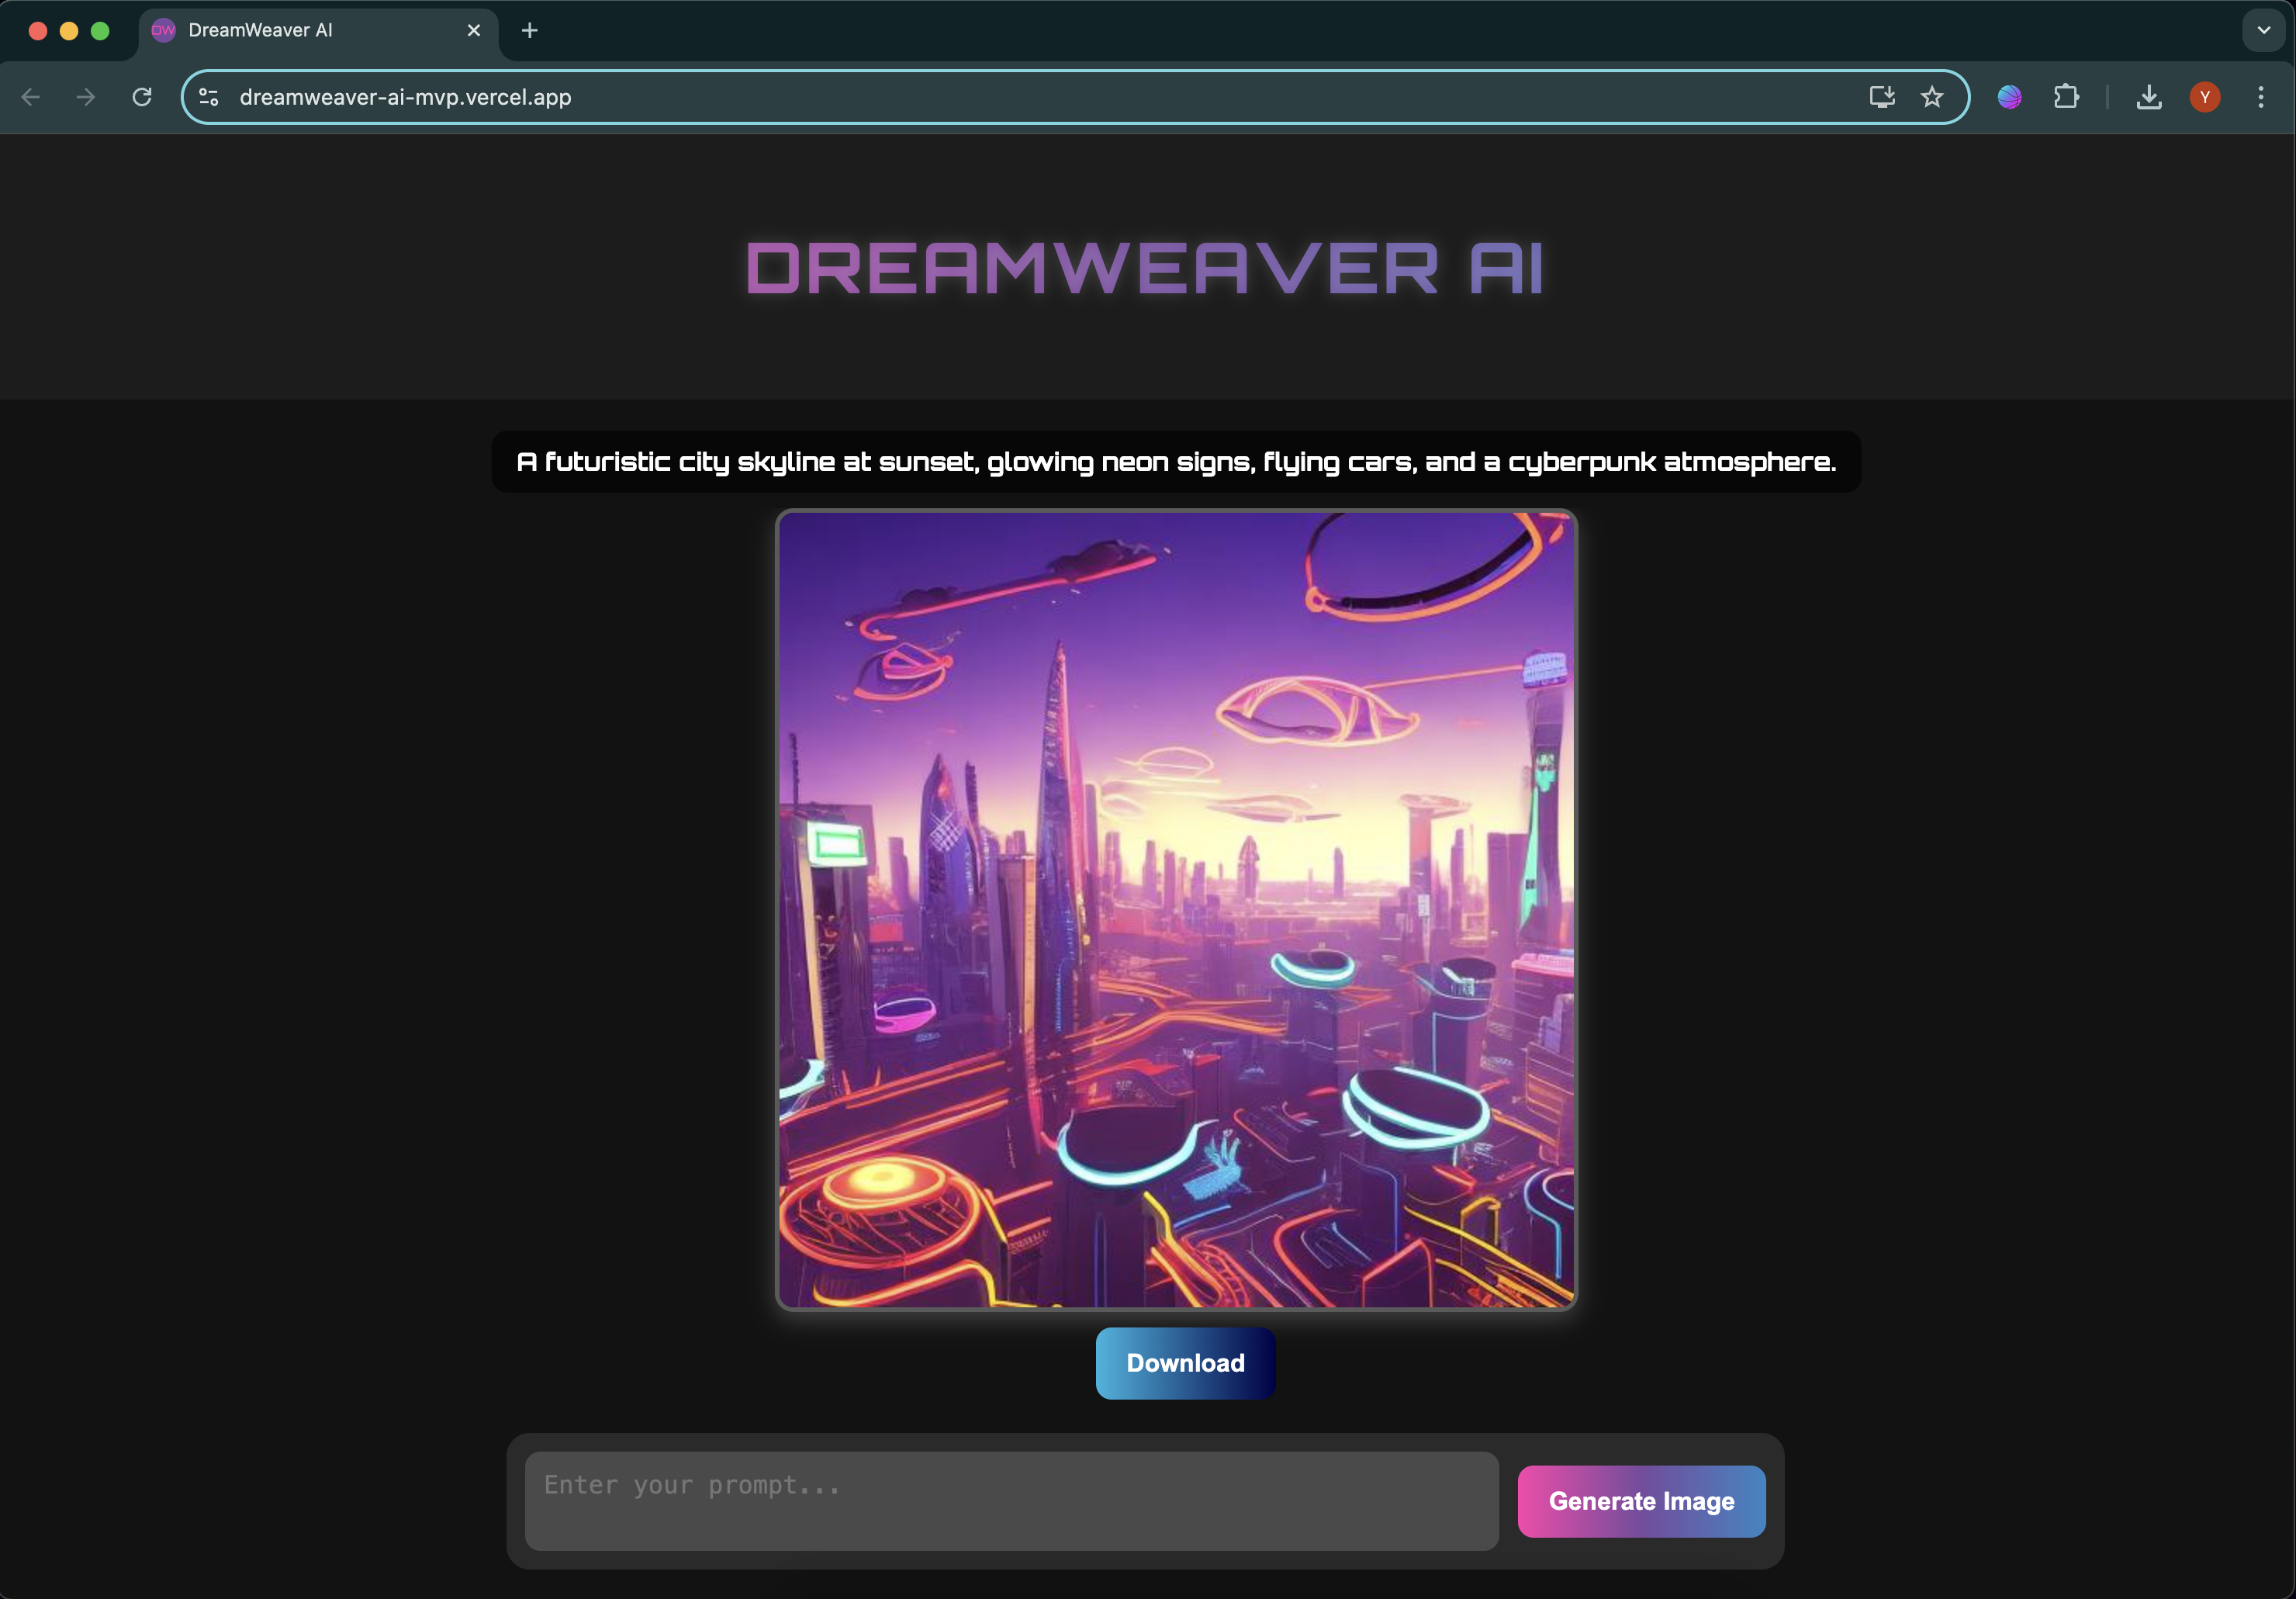 DreamWeaver AI
dreamweaver-ai-mvp.vercel.app
Y
DREAMWEAVER AI
A futuristic city skyline at sunset, glowing neon signs, flying cars, and a cyberpunk atmosphere.
Download
Enter your prompt...
Generate Image